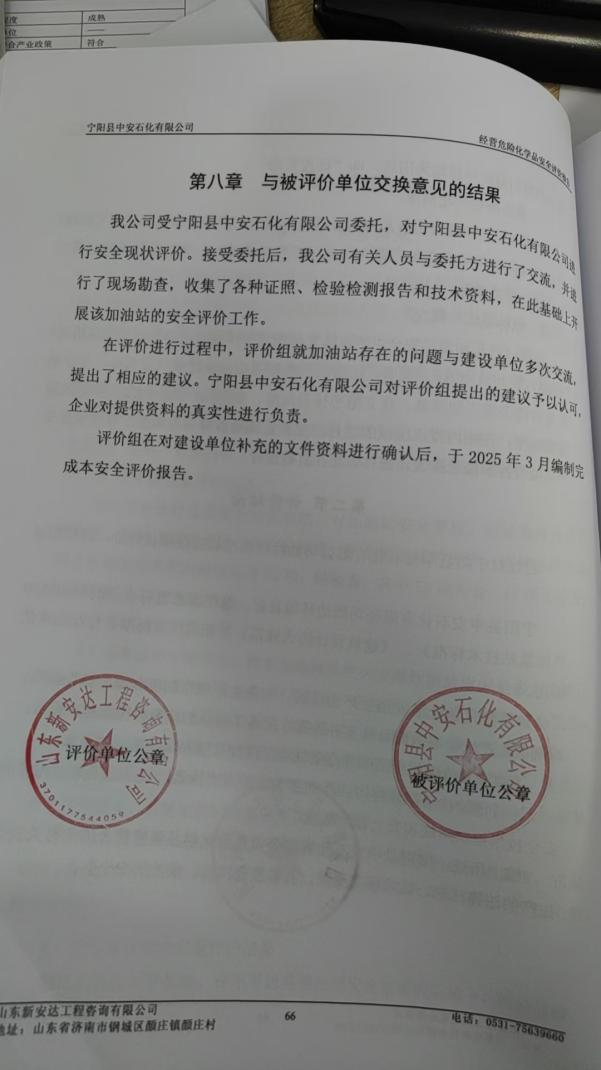 成熟
——
合产业政策 符合
宁阳县中安石化有限公司
经营危险化学品安全评价报告
第八章 与被评价单位交换意见的结果
我公司受宁阳县中安石化有限公司委托，对宁阳县中安石化有限公司进
行安全现状评价。接受委托后，我公司有关人员与委托方进行了交流，并进
行了现场勘查，收集了各种证照、检验检测报告和技术资料，在此基础上开
展该加油站的安全评价工作。
在评价进行过程中，评价组就加油站存在的问题与建设单位多次交流，
提出了相应的建议。宁阳县中安石化有限公司对评价组提出的建议予以认可，
企业对提供资料的真实性进行负责。
评价组在对建设单位补充的文件资料进行确认后，于 2025 年 3 月编制完
成本安全评价报告。
山东新安达工程咨询有限公司
评价单位公章
3701177544059
宁阳县中安石化有限公司
被评价单位公章
山东新安达工程咨询有限公司
地址：山东省济南市钢城区颜庄镇颜庄村
66
电话：0531-75639660